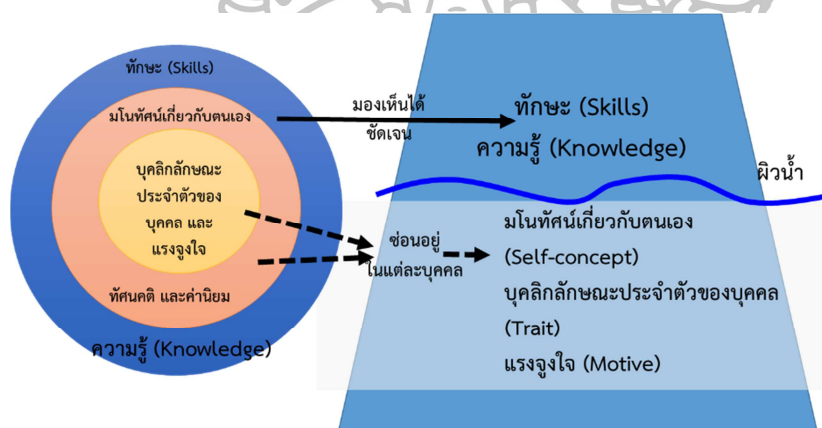 ทักษะ (Skills)
มโนทัศน์เกี่ยวกับตนเอง
บุคลิกลักษณะ
ประจำตัวของ
บุคคล และ
แรงจูงใจ
ทัศนคติ และค่านิยม
ความรู้ (Knowledge)
มองเห็นได้
ชัดเจน
ซ่อนอยู่
ในแต่ละบุคคล
ทักษะ (Skills)
ความรู้ (Knowledge)
ผิวน้ำ
มโนทัศน์เกี่ยวกับตนเอง
(Self-concept)
บุคลิกลักษณะประจำตัวของบุคคล
(Trait)
แรงจูงใจ (Motive)